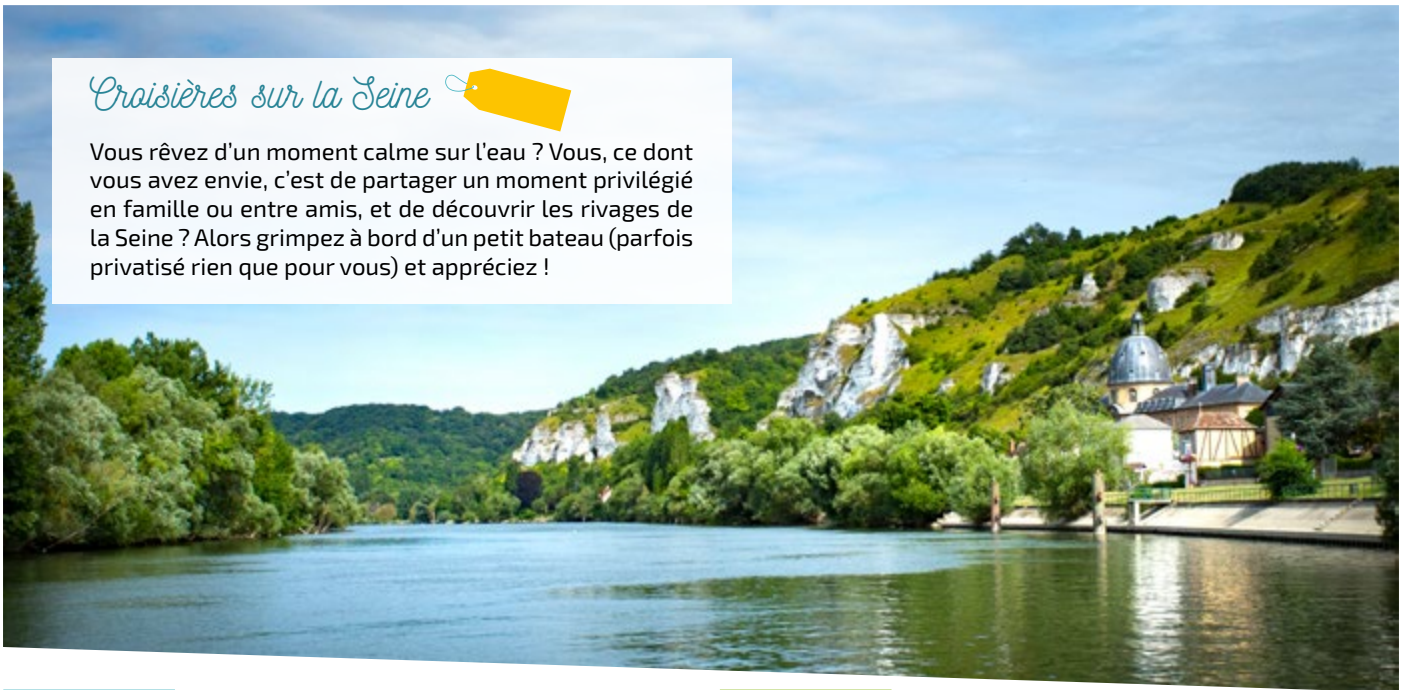 Croisières sur la Seine
Vous rêvez d’un moment calme sur l’eau ? Vous, ce dont
vous avez envie, c’est de partager un moment privilégié
en famille ou entre amis, et de découvrir les rivages de
la Seine ? Alors grimpez à bord d’un petit bateau (parfois
privatisé rien que pour vous) et appréciez !